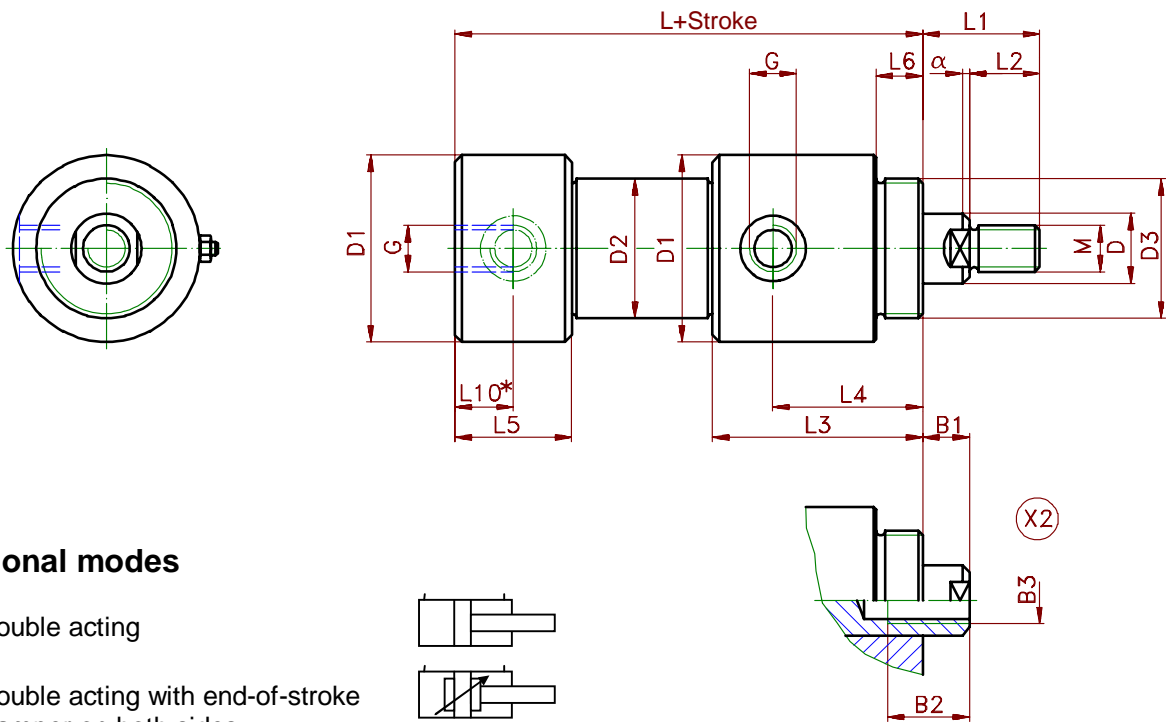 L+Stroke L1
G L6 α L2
D1 G D2 D1 M D D3
L10* L4
L5 L3 B1
X2
onal modes
B3
ouble acting
ouble acting with end-of-stroke
B2